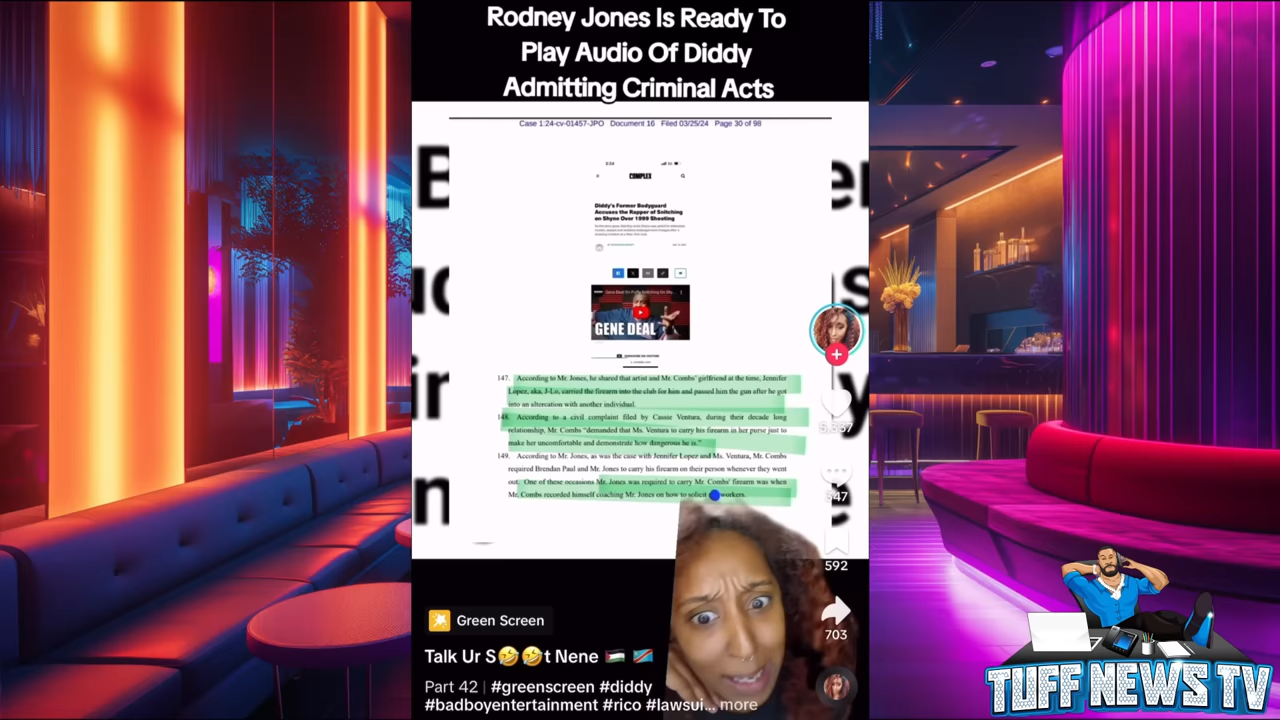 Rodney Jones Is Ready To
Play Audio Of Diddy
Admitting Criminal Acts
Case 1:24-cv-01457-JPO Document 16 Filed 03/25/24 Page 30 of 98
COMPLEX
Diddy's Former Bodyguard
Accuses the Rapper of Snitching
on Shyne Over 1999 Shooting
GENE DEAL
147. According to Mr. Jones, he shared that artist and Mr. Combs' girlfriend at the time, Jennifer
Lopez, aka, J-Lo, carried the firearm into the club for him and passed him the gun after he got
into an altercation with another individual.
148. According to a civil complaint filed by Cassie Ventura, during their decade long
relationship, Mr. Combs "demanded that Ms. Ventura to carry his firearm in her purse just to
make her uncomfortable and demonstrate how dangerous he is."
149. According to Mr. Jones, as was the case with Jennifer Lopez and Ms. Ventura, Mr. Combs
required Brendan Paul and Mr. Jones to carry his firearm on their person whenever they went
out. One of these occasions Mr. Jones was required to carry Mr. Combs' firearm was when
Mr. Combs recorded himself coaching Mr. Jones on how to solicit workers.
592
703
Green Screen
Talk Ur S🤣🤣t Nene 🇵🇸 🇨🇩
Part 42 | #greenscreen #diddy
#badboyentertainment #rico #lawsui... more
TUFF NEWS TV